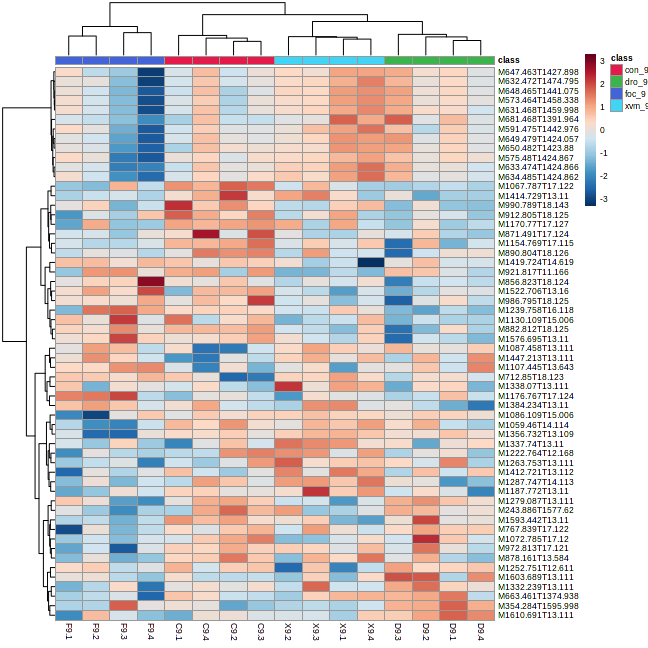 class
M647.463T1427.898
M632.472T1474.795
M648.465T1441.075
M573.464T1458.338
M631.468T1459.998
M681.468T1391.964
M591.475T1442.976
M649.479T1424.057
M650.482T1423.88
M575.48T1424.867
M633.474T1424.866
M634.485T1424.862
M1067.787T17.122
M1414.729T13.11
M990.789T18.143
M912.805T18.125
M1170.77T17.127
M871.491T17.124
M1154.769T17.115
M890.804T18.126
M1419.724T14.619
M921.817T11.166
M856.823T18.124
M1522.706T13.16
M986.795T18.125
M1239.758T16.118
M1130.109T15.006
M882.812T18.125
M1576.695T13.11
M1087.458T13.111
M1447.213T13.111
M1107.445T13.643
M712.85T18.123
M1338.07T13.111
M1176.767T17.124
M1384.234T13.11
M1086.109T15.006
M1059.46T14.114
M1356.732T13.109
M1337.74T13.11
M1222.764T12.168
M1263.753T13.111
M1412.721T13.112
M1287.747T14.113
M1187.772T13.11
M1279.087T13.111
M243.886T1577.62
M1593.442T13.11
M767.839T17.122
M1072.785T17.12
M972.813T17.121
M878.161T13.584
M1252.751T12.611
M1603.689T13.111
M1332.239T13.111
M663.461T1374.938
M354.284T1595.998
M1610.691T13.111
F9.1
F9.2
F9.3
F9.4
C9.1
C9.4
C9.2
C9.3
X9.2
X9.3
X9.1
X9.4
D9.3
D9.2
D9.1
D9.4
3
2
1
0
-1
-2
-3
class
con_9
dro_9
foc_9
xvm_9